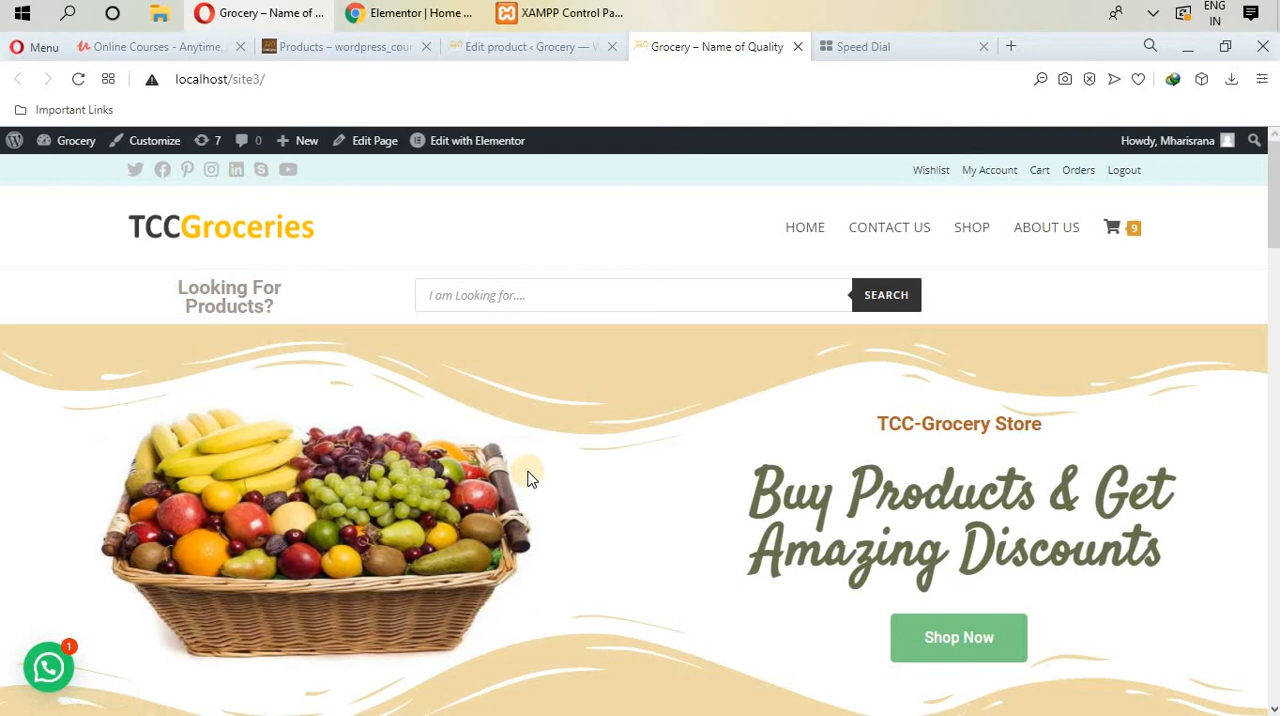 Grocery – Name of ...
Elementor | Home ...
XAMPP Control Pa...
ENG
IN
Menu
Online Courses - Anytime,
Products – wordpress_cou
Edit product ‹ Grocery — W
Grocery – Name of Quality
Speed Dial
localhost/site3/
Important Links
Grocery
Customize
7
0
New
Edit Page
Edit with Elementor
Howdy, Mharisrana
Wishlist
My Account
Cart
Orders
Logout
TCCGroceries
HOME
CONTACT US
SHOP
ABOUT US
9
Looking For
Products?
I am Looking for....
SEARCH
TCC-Grocery Store
Buy Products & Get
Amazing Discounts
Shop Now
1